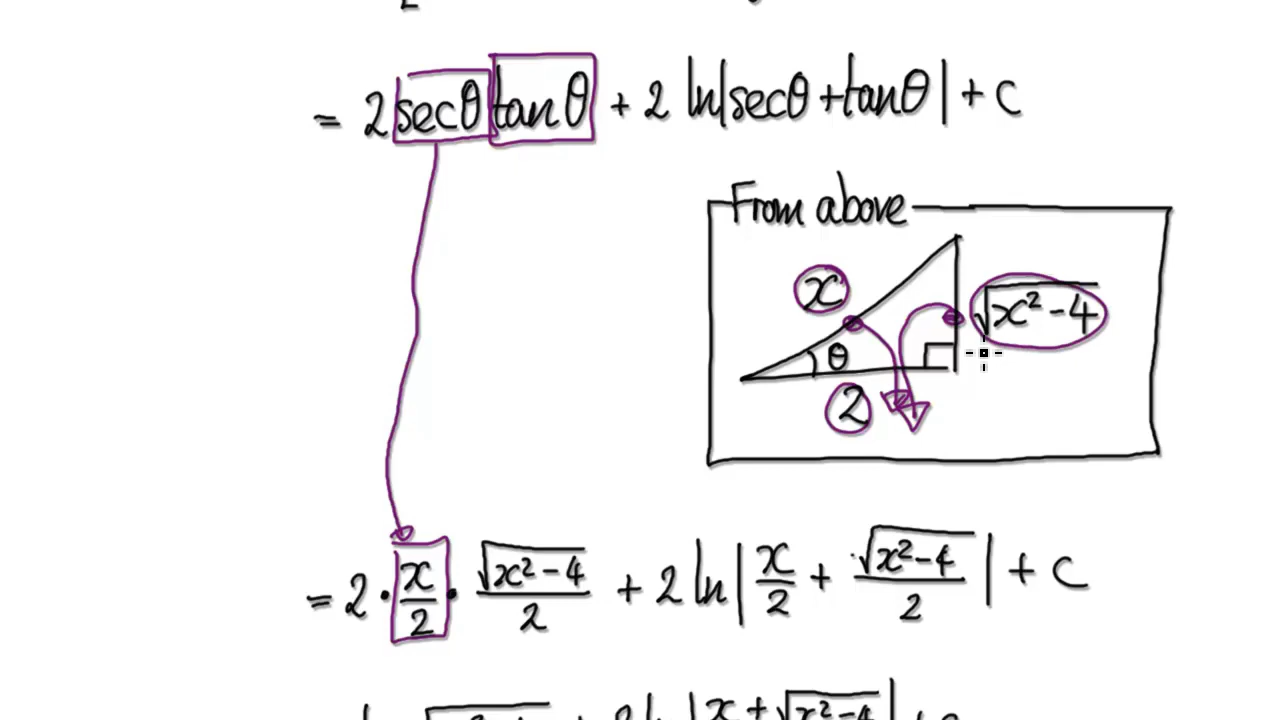 = 2 secθ tanθ + 2 ln|secθ + tanθ| + C
From above
x
√(x² - 4)
θ
2
= 2 · x/2 · √(x² - 4)/2 + 2 ln| x/2 + √(x² - 4)/2 | + C